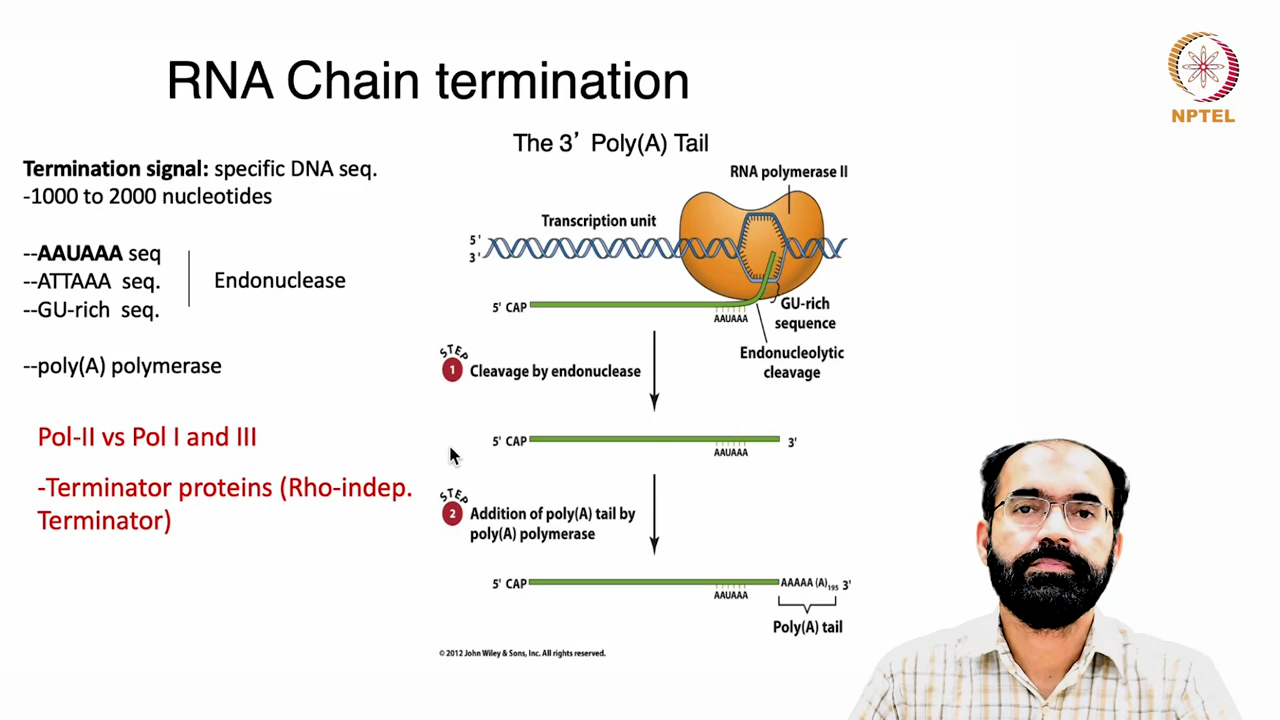 RNA Chain termination
NPTEL
Termination signal: specific DNA seq.
-1000 to 2000 nucleotides
--AAUAAA seq
--ATTAAA seq.
--GU-rich seq.
Endonuclease
--poly(A) polymerase
Pol-II vs Pol I and III
-Terminator proteins (Rho-indep.
Terminator)
The 3’ Poly(A) Tail
RNA polymerase II
Transcription unit
5'
3'
5' CAP
AAUAAA
GU-rich
sequence
Endonucleolytic
cleavage
STEP
1 Cleavage by endonuclease
5' CAP
3'
AAUAAA
STEP
2 Addition of poly(A) tail by
poly(A) polymerase
5' CAP
AAAAA (A)195 3'
AAUAAA
Poly(A) tail
© 2012 John Wiley & Sons, Inc. All rights reserved.